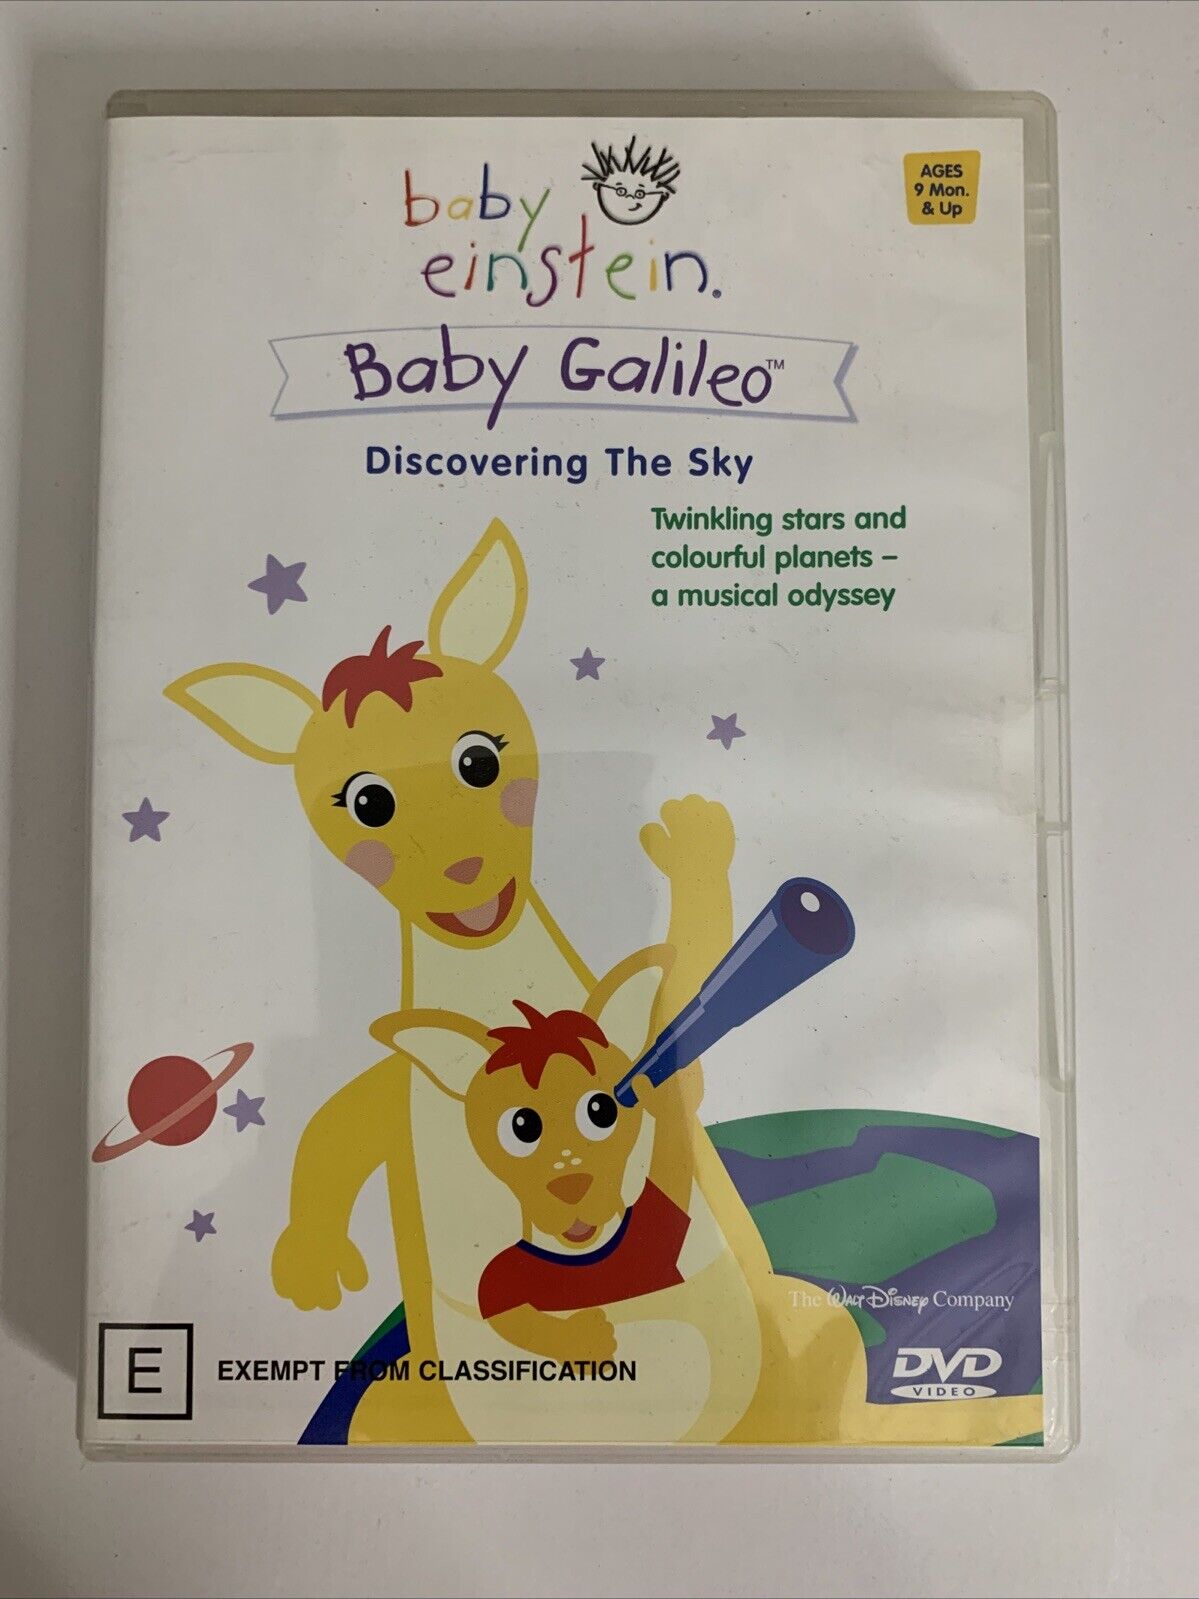 baby
einstein.®
AGES
9 Mon.
& Up
Baby Galileo™
Discovering The Sky
Twinkling stars and
colourful planets –
a musical odyssey
The WALT DISNEY Company
E
EXEMPT FROM CLASSIFICATION
DVD
VIDEO